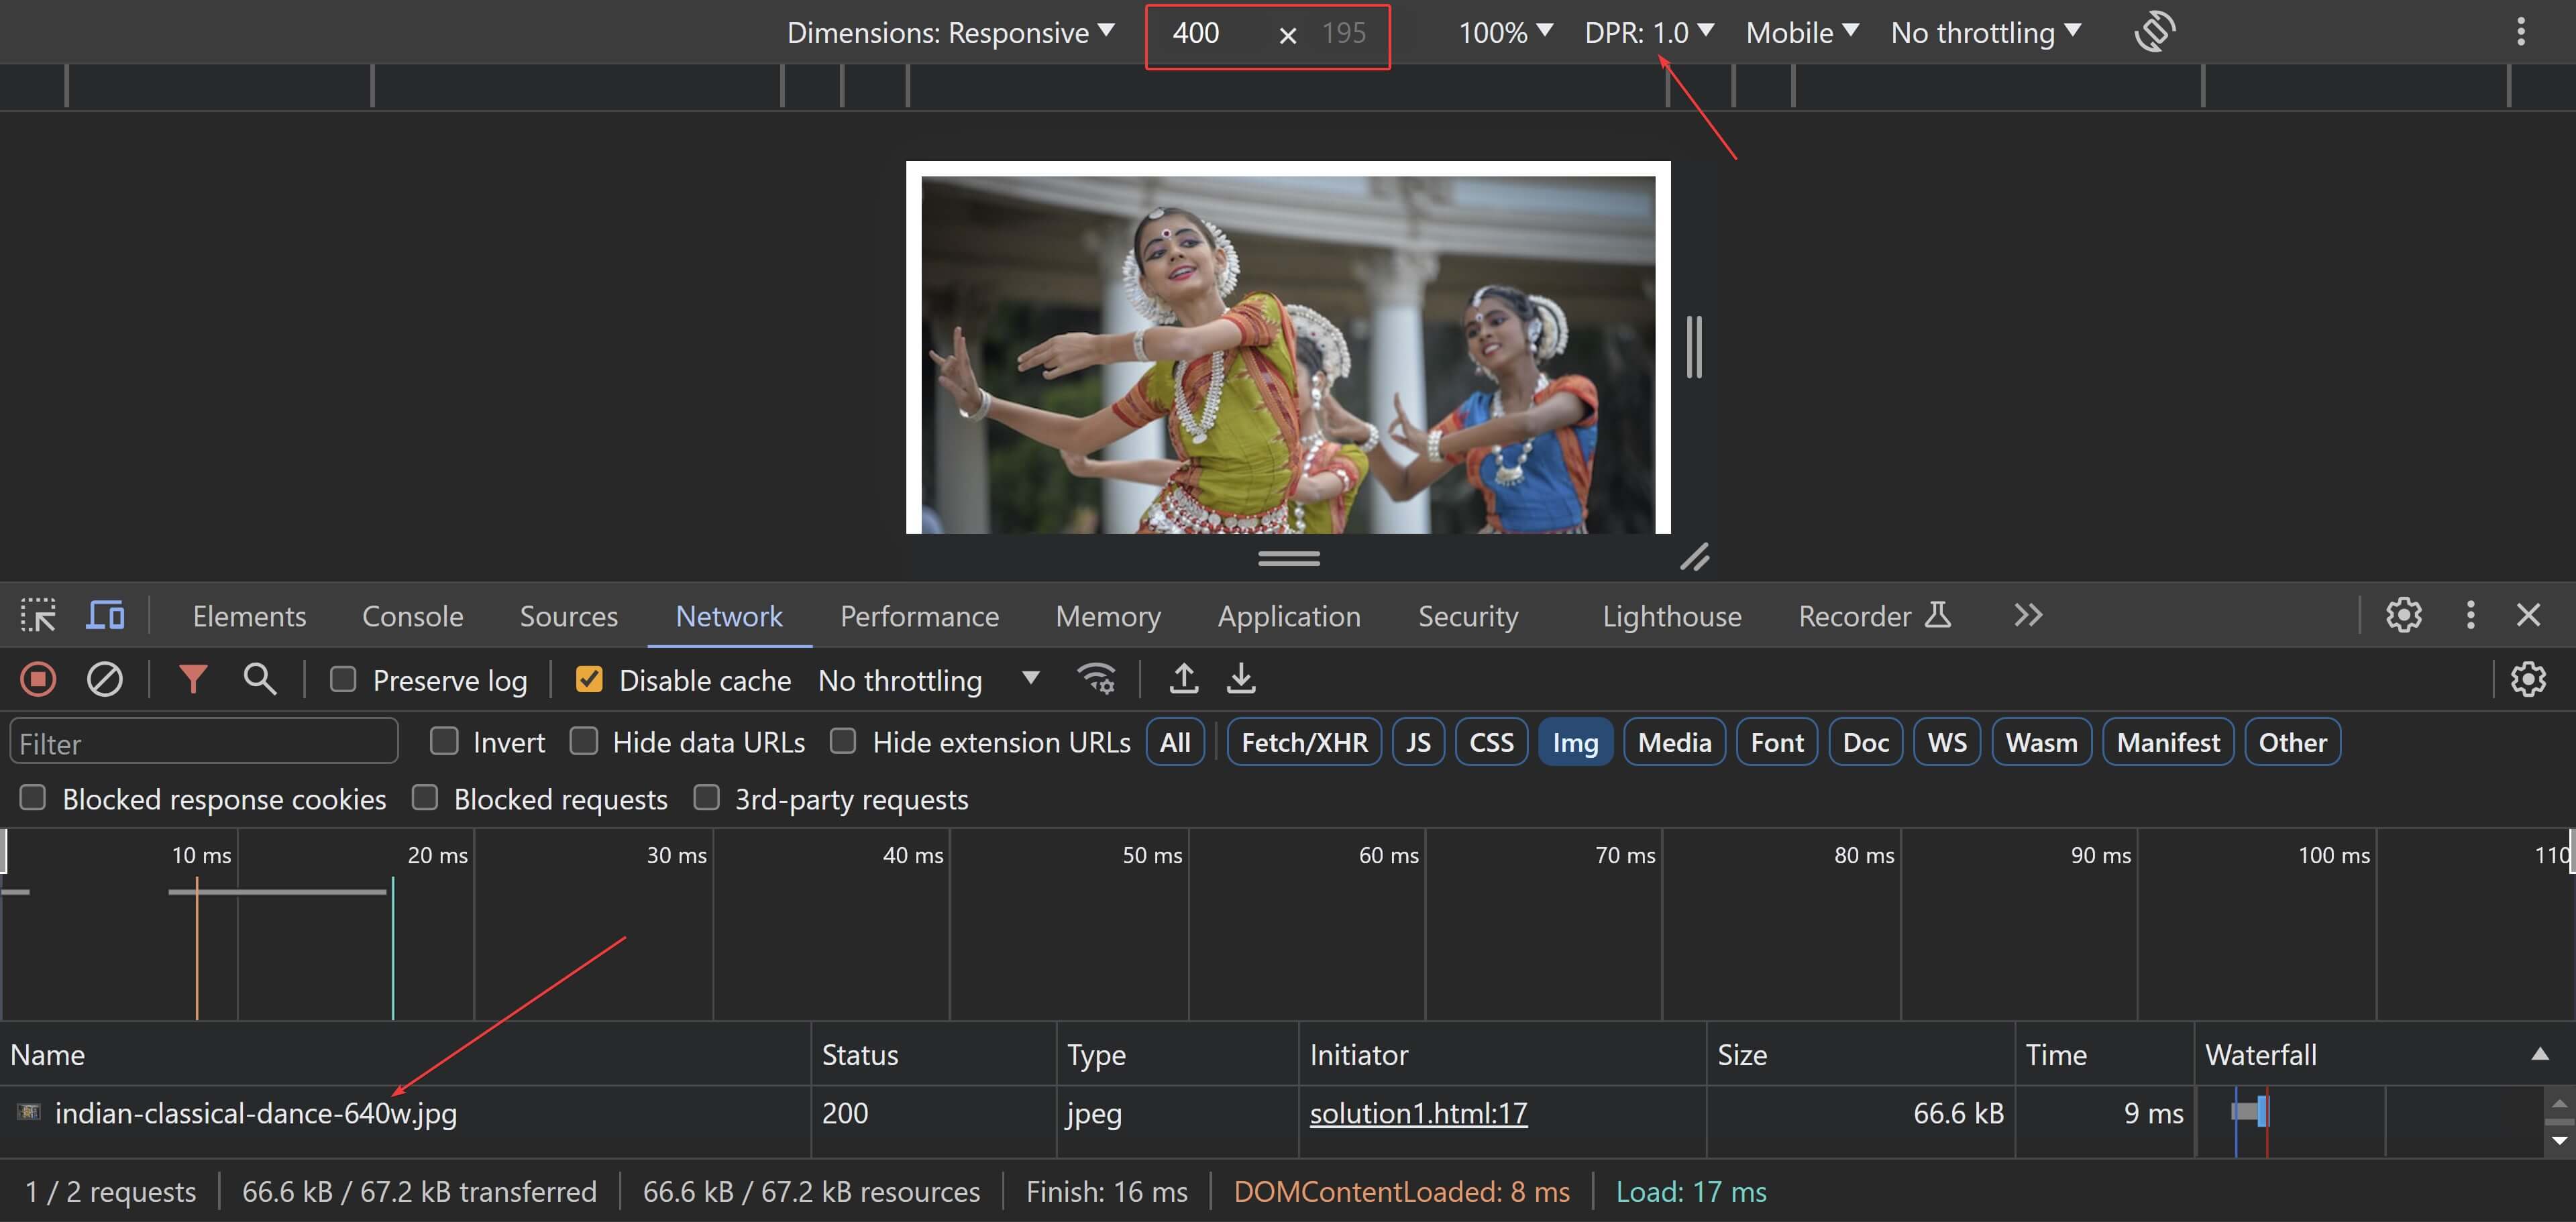 Dimensions: Responsive 400 × 195 100% DPR: 1.0 Mobile No throttling
Elements Console Sources Network Performance Memory Application Security Lighthouse Recorder
Preserve log Disable cache No throttling
Filter Invert Hide data URLs Hide extension URLs All Fetch/XHR JS CSS Img Media Font Doc WS Wasm Manifest Other
Blocked response cookies Blocked requests 3rd-party requests
10 ms 20 ms 30 ms 40 ms 50 ms 60 ms 70 ms 80 ms 90 ms 100 ms 110
Name Status Type Initiator Size Time Waterfall
indian-classical-dance-640w.jpg 200 jpeg solution1.html:17 66.6 kB 9 ms
1 / 2 requests 66.6 kB / 67.2 kB transferred 66.6 kB / 67.2 kB resources Finish: 16 ms DOMContentLoaded: 8 ms Load: 17 ms